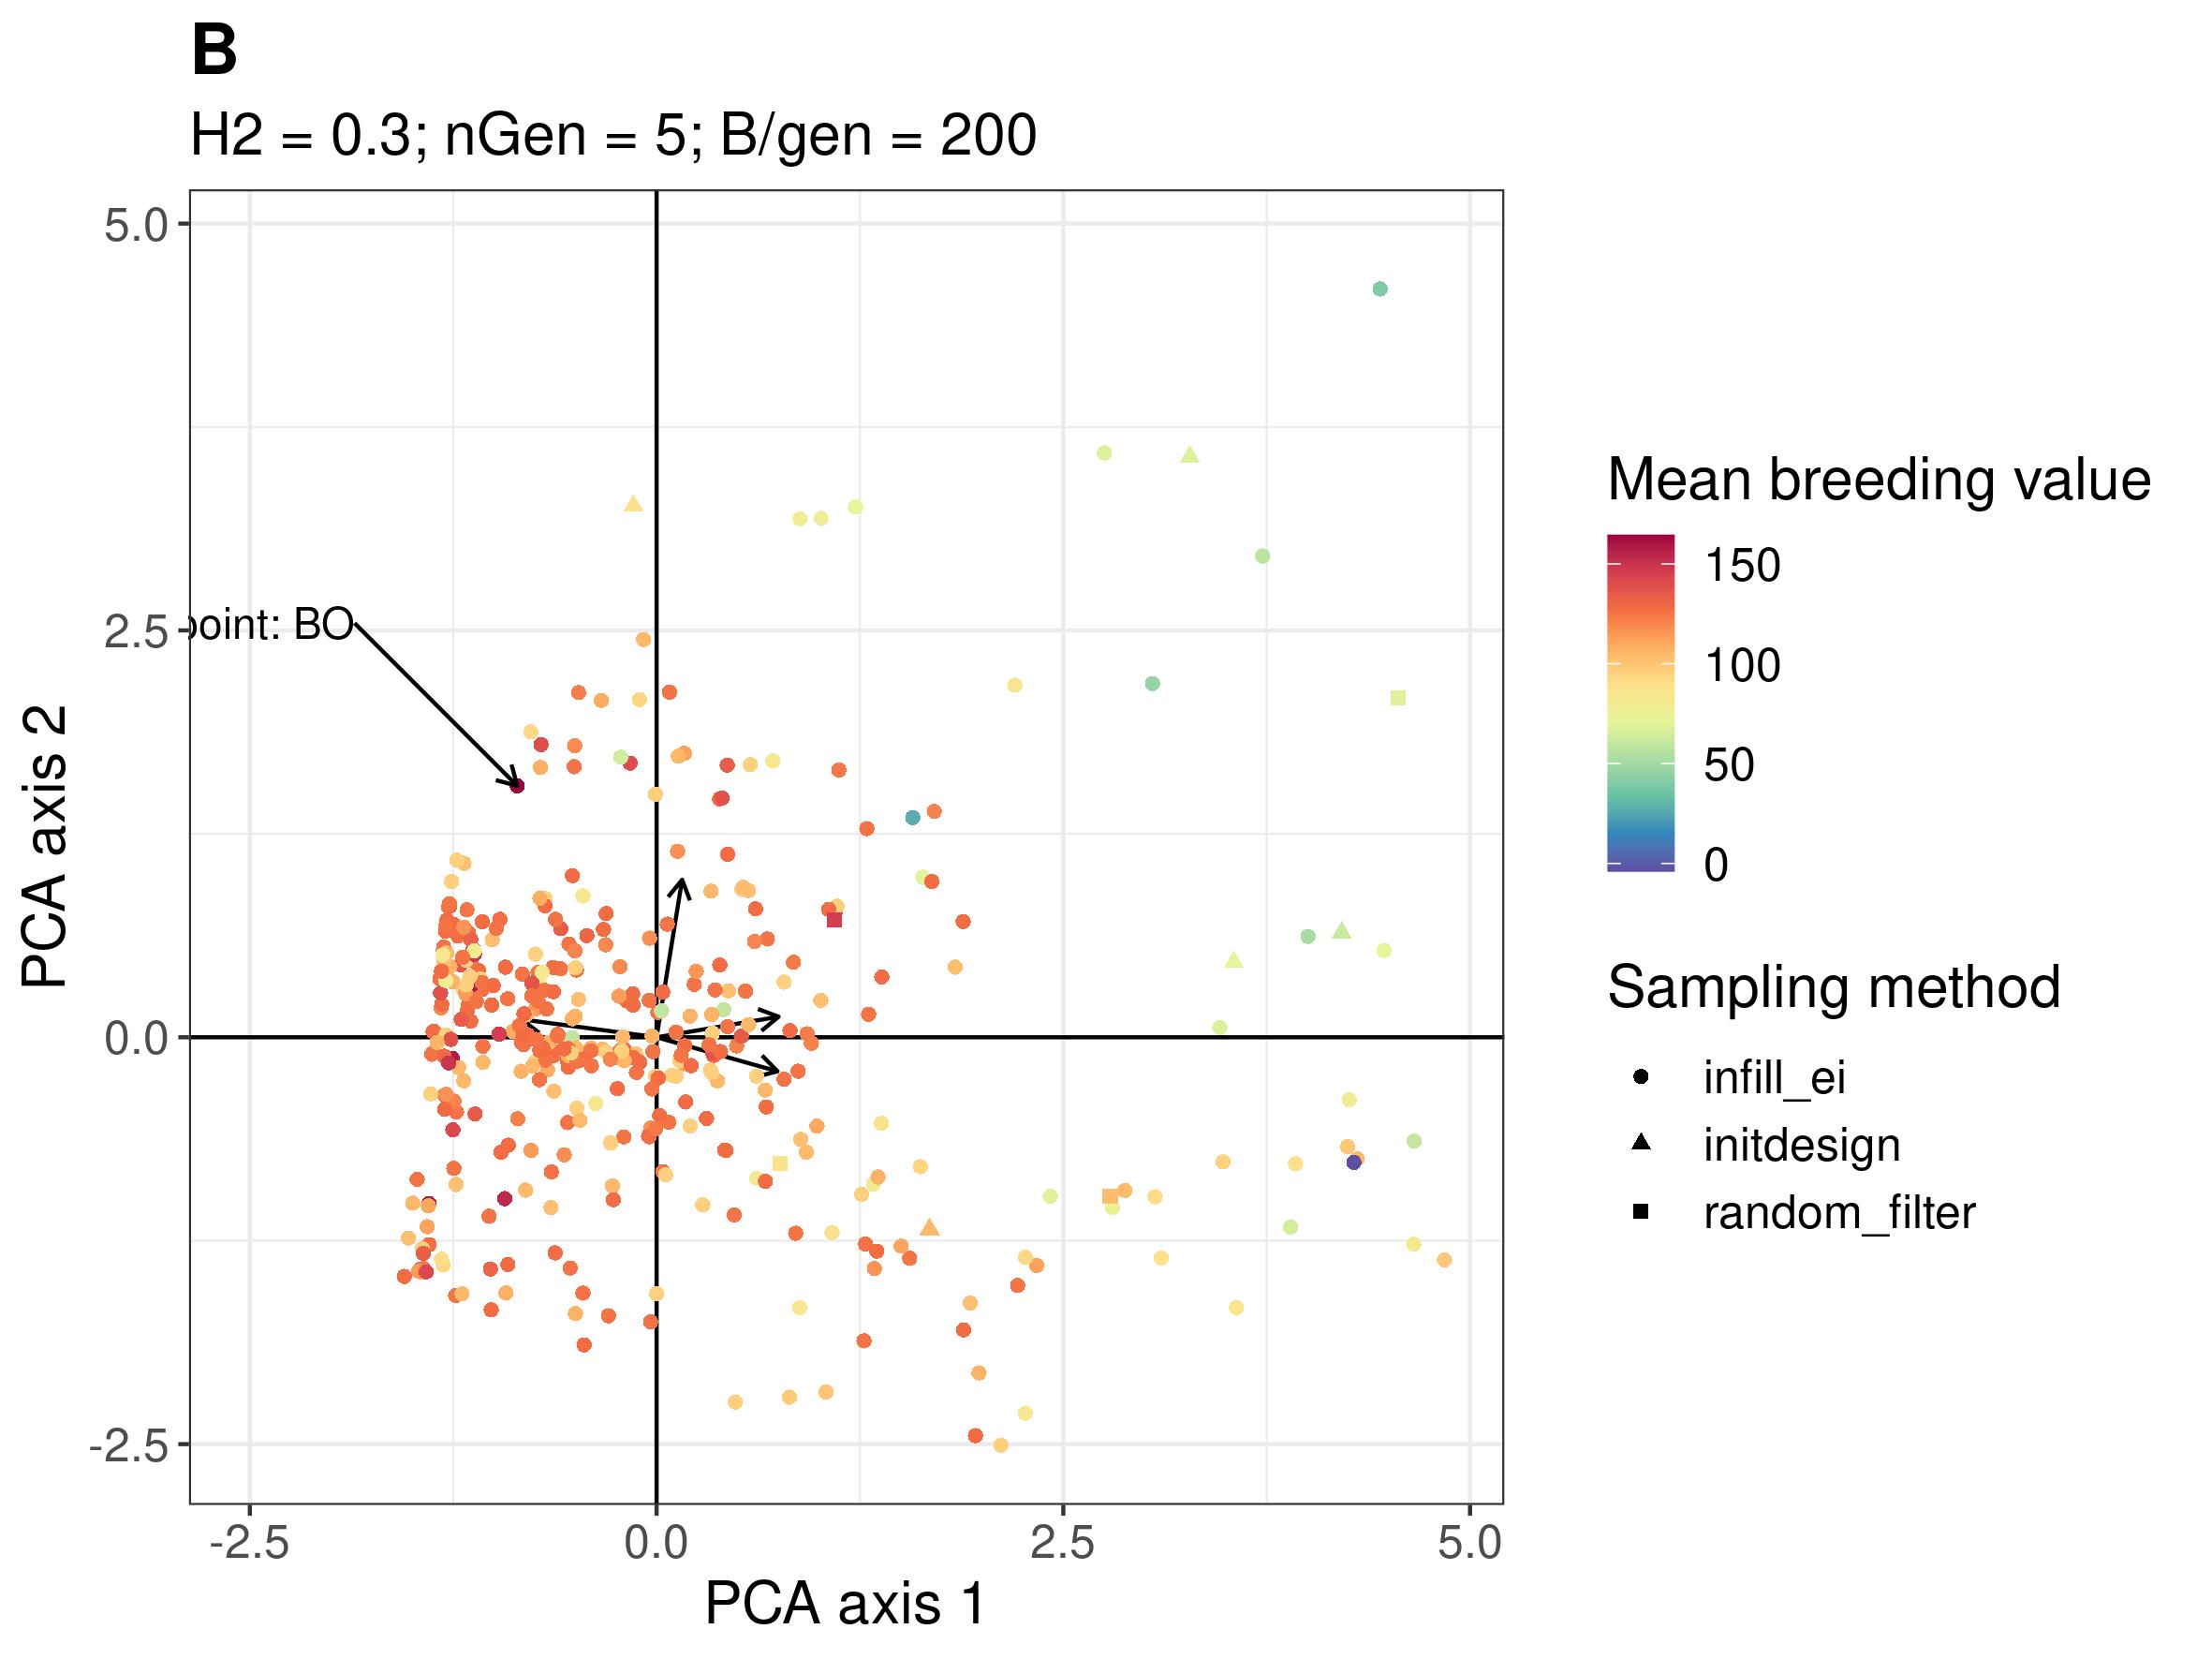 B
H2 = 0.3; nGen = 5; B/gen = 200
5.0
2.5
0.0
-2.5
PCA axis 2
point: BO
-2.5
0.0
2.5
5.0
PCA axis 1
Mean breeding value
150
100
50
0
Sampling method
infill_ei
initdesign
random_filter